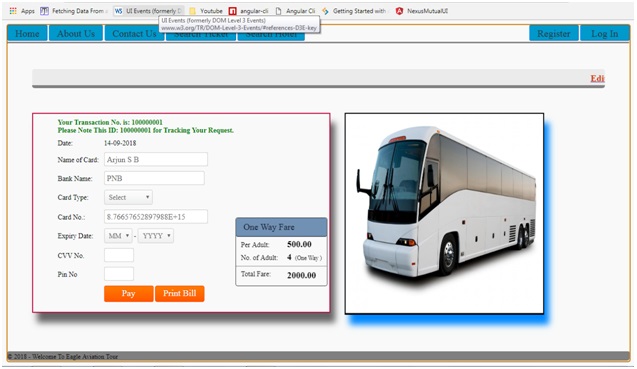 Apps Fetching Data From UI Events (formerly D Youtube angular-cli Angular Cli Getting Started with NexusMutualUI
UI Events (formerly DOM Level 3 Events)
www.w3.org/TR/DOM-Level-3-Events/#references-D3E-key
Home About Us Contact Us Search Ticket Search Hotel Register Log In
Edi
Your Transaction No. is: 100000001
Please Note This ID: 100000001 for Tracking Your Request.
Date: 14-09-2018
Name of Card: Arjun S B
Bank Name: PNB
Card Type: Select
Card No.: 8.76657652897988E+15
Expiry Date: MM - YYYY
CVV No.
Pin No
Pay Print Bill
One Way Fare
Per Adult: 500.00
No. of Adult: 4 (One Way )
Total Fare: 2000.00
© 2018 - Welcome To Eagle Aviation Tour